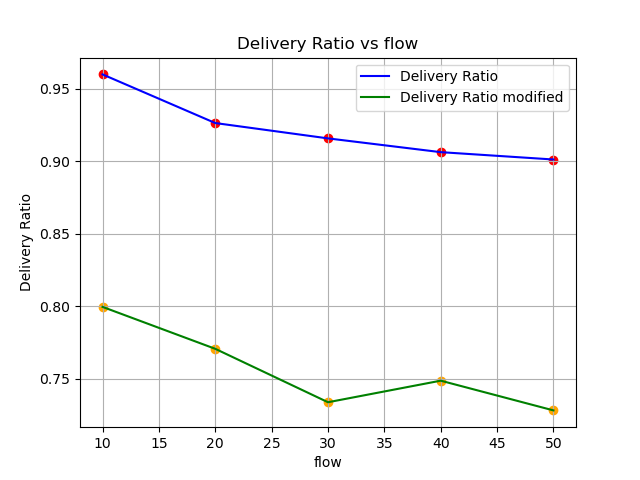 Delivery Ratio vs flow
Delivery Ratio
Delivery Ratio modified
0.95
0.90
0.85
0.80
0.75
Delivery Ratio
10 15 20 25 30 35 40 45 50
flow